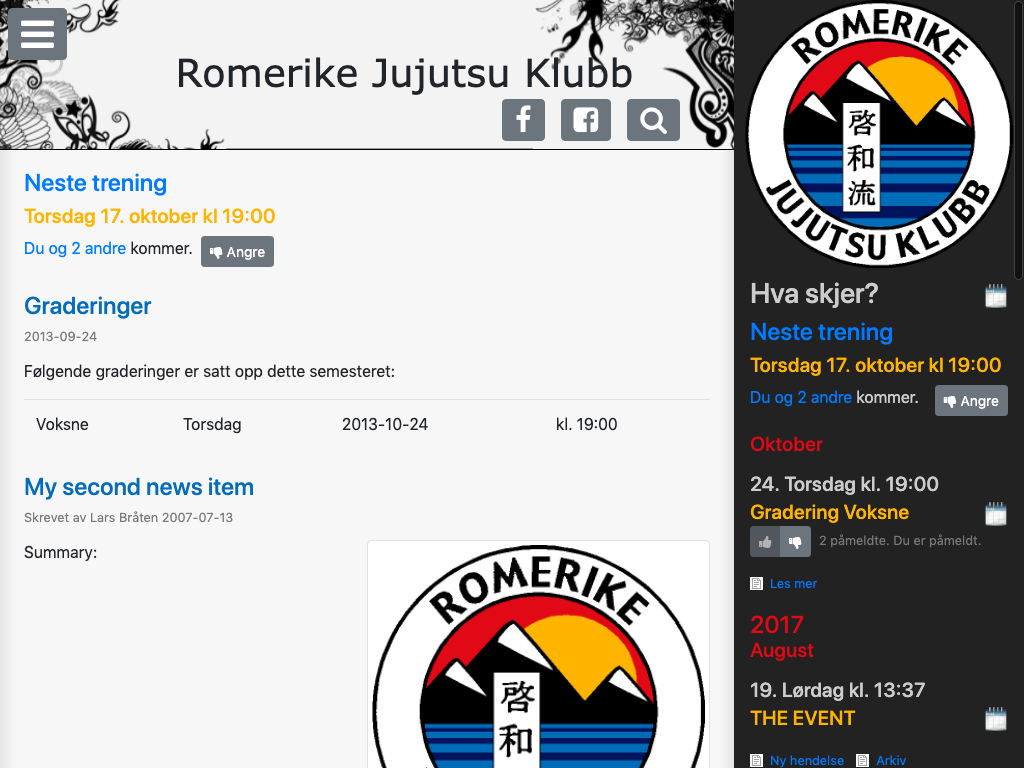 Romerike Jujutsu Klubb
Neste trening
Torsdag 17. oktober kl 19:00
Du og 2 andre kommer. Angre
Graderinger
2013-09-24
Følgende graderinger er satt opp dette semesteret:
Voksne Torsdag 2013-10-24 kl. 19:00
My second news item
Skrevet av Lars Bråten 2007-07-13
Summary:
ROMERIKE
啓和
ROMERIKE
啓和流
JUJUTSU KLUBB
Hva skjer?
Neste trening
Torsdag 17. oktober kl 19:00
Du og 2 andre kommer. Angre
Oktober
24. Torsdag kl. 19:00
Gradering Voksne
2 påmeldte. Du er påmeldt.
Les mer
2017
August
19. Lørdag kl. 13:37
THE EVENT
Ny hendelse Arkiv